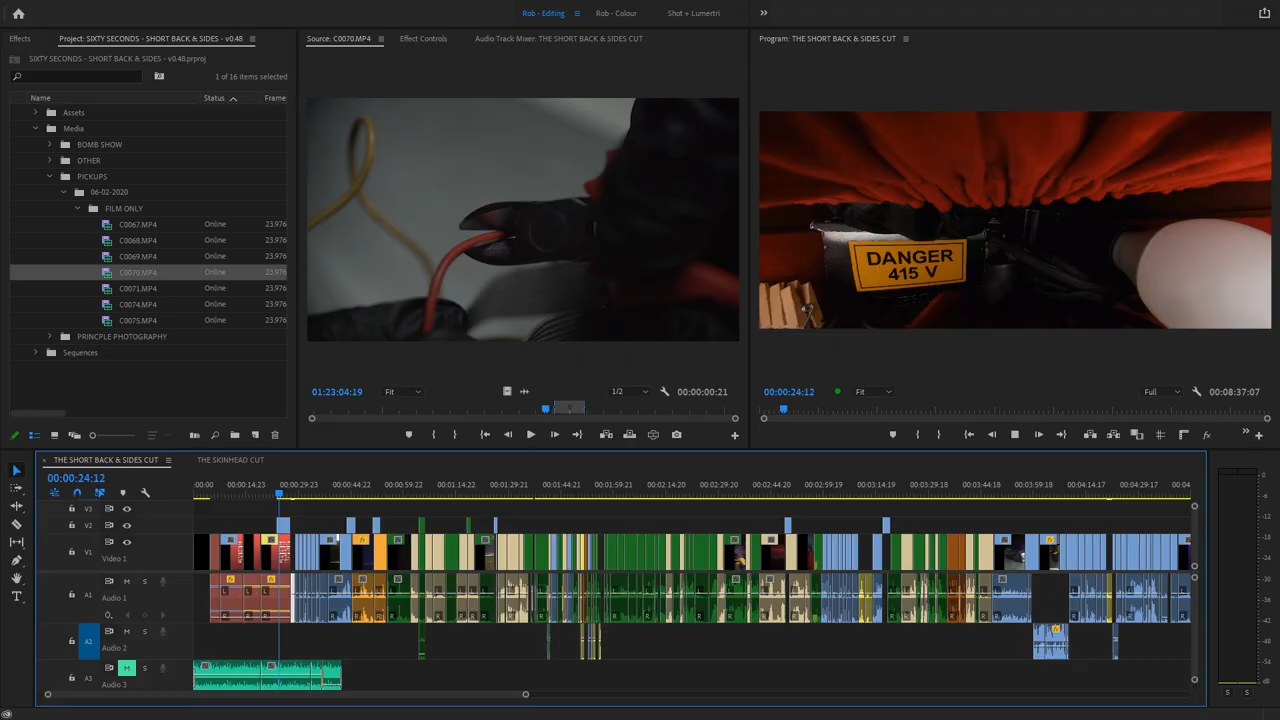 Rob - Editing
Rob - Colour
Shot + Lumertri
Effects
Project: SIXTY SECONDS - SHORT BACK & SIDES - v0.48
Source: C0070.MP4
Effect Controls
Audio Track Mixer: THE SHORT BACK & SIDES CUT
Program: THE SHORT BACK & SIDES CUT
SIXTY SECONDS - SHORT BACK & SIDES - v0.48.prproj
1 of 16 items selected
Name Status Frame
Assets
Media
BOMB SHOW
OTHER
PICKUPS
06-02-2020
FILM ONLY
C0067.MP4 Online 23.976
C0068.MP4 Online 23.976
C0069.MP4 Online 23.976
C0070.MP4 Online 23.976
C0071.MP4 Online 23.976
C0074.MP4 Online 23.976
C0075.MP4 Online 23.976
PRINCPLE PHOTOGRAPHY
Sequences
DANGER
415 V
01:23:04:19 Fit 1/2 00:00:00:21
00:00:24:12 Fit Full 00:08:37:07
THE SHORT BACK & SIDES CUT
THE SKINHEAD CUT
00:00:24:12
:00:00 00:00:14:23 00:00:29:23 00:00:44:22 00:00:59:22 00:01:14:22 00:01:29:21 00:01:44:21 00:01:59:21 00:02:14:20 00:02:29:20 00:02:44:20 00:02:59:19 00:03:14:19 00:03:29:18 00:03:44:18 00:03:59:18 00:04:14:17 00:04:29:17 00:04
V3
V2
V1
Video 1
A1 M S
Audio 1
A2 M S
Audio 2
A3 M S
Audio 3
S S